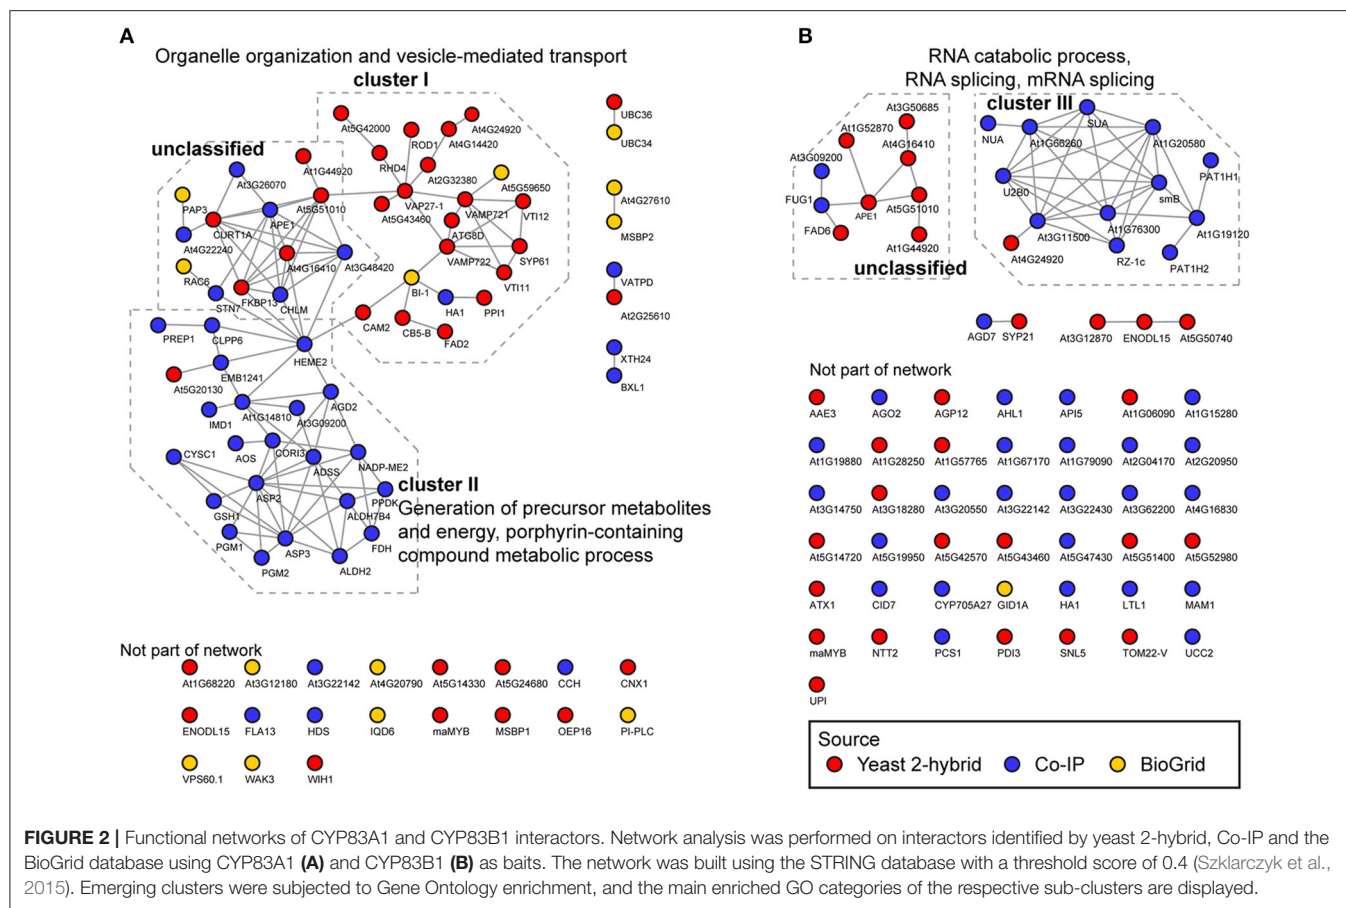 A
Organelle organization and vesicle-mediated transport
cluster I
unclassified
At5G42000
ROD1
At4G24920
At4G14420
RHD4
At1G44920
At2G32380
At3G26070
At5G59650
PAP3
At5G51010
VAP27-1
CURT1A
APE1
At5G43460
VAMP721
VTI12
ATG8D
At4G22240
At4G16410
At3G48420
VAMP722
SYP61
RAG6
FKBP13
CHLM
STN7
BI-1
VTI11
HA1
PPI1
CAM2
CB5-B
FAD2
PREP1
CLPP6
HEME2
EMB1241
At5G20130
IMD1
At1G14810
At3G09200
AGD2
CYSC1
AOS
CORI3
ADSS
NADP-ME2
ASP2
PPDK
GSH1
ALDH7B4
PGM1
ASP3
FDH
PGM2
ALDH2
cluster II
Generation of precursor metabolites
and energy, porphyrin-containing
compound metabolic process
UBC36
UBC34
At4G27610
MSBP2
VATPD
At2G25610
XTH24
BXL1
Not part of network
At1G68220 At3G12180 At3G22142 At4G20790 At5G14330 At5G24680 CCH CNX1
ENODL15 FLA13 HDS IQD6 maMYB MSBP1 OEP16 PI-PLC
VPS60.1 WAK3 WIH1
B
RNA catabolic process,
RNA splicing, mRNA splicing
cluster III
At3G50685
At1G52870
At4G16410
At3G09200
FUG1
APE1
At5G51010
FAD6
At1G44920
unclassified
SUA
NUA
At1G66260
At1G20580
PAT1H1
U2B0
smB
At3G11500
At1G76300
At1G19120
At4G24920
RZ-1c
PAT1H2
AGD7 SYP21
At3G12870 ENODL15 At5G50740
Not part of network
AAE3 AGO2 AGP12 AHL1 API5 At1G06090 At1G15280
At1G19880 At1G28250 At1G57765 At1G67170 At1G79090 At2G04170 At2G20950
At3G14750 At3G18280 At3G20550 At3G22142 At3G22430 At3G62200 At4G16830
At5G14720 At5G19950 At5G42570 At5G43460 At5G47430 At5G51400 At5G52980
ATX1 CID7 CYP705A27 GID1A HA1 LTL1 MAM1
maMYB NTT2 PCS1 PDI3 SNL5 TOM22-V UCC2
UPI
Source
Yeast 2-hybrid Co-IP BioGrid
FIGURE 2 | Functional networks of CYP83A1 and CYP83B1 interactors. Network analysis was performed on interactors identified by yeast 2-hybrid, Co-IP and the
BioGrid database using CYP83A1 (A) and CYP83B1 (B) as baits. The network was built using the STRING database with a threshold score of 0.4 (Szklarczyk et al.,
2015). Emerging clusters were subjected to Gene Ontology enrichment, and the main enriched GO categories of the respective sub-clusters are displayed.